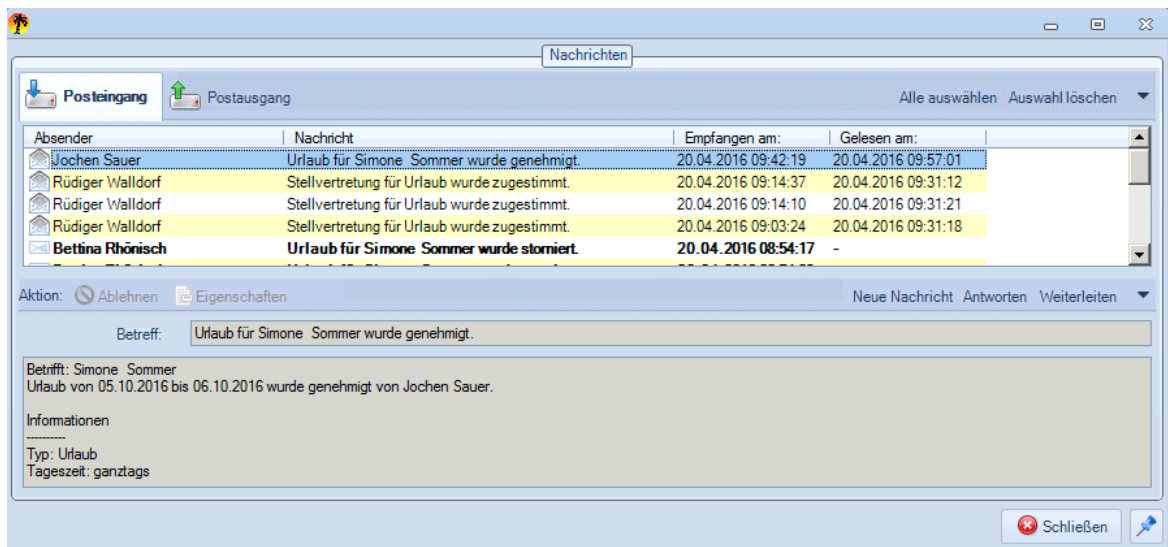 Nachrichten
Posteingang Postausgang Alle auswählen Auswahl löschen
Absender Nachricht Empfangen am: Gelesen am:
Jochen Sauer Urlaub für Simone  Sommer wurde genehmigt. 20.04.2016 09:42:19 20.04.2016 09:57:01
Rüdiger Walldorf Stellvertretung für Urlaub wurde zugestimmt. 20.04.2016 09:14:37 20.04.2016 09:31:12
Rüdiger Walldorf Stellvertretung für Urlaub wurde zugestimmt. 20.04.2016 09:14:10 20.04.2016 09:31:21
Rüdiger Walldorf Stellvertretung für Urlaub wurde zugestimmt. 20.04.2016 09:03:24 20.04.2016 09:31:18
Bettina Rhönisch Urlaub für Simone  Sommer wurde storniert. 20.04.2016 08:54:17 -
Aktion: Ablehnen Eigenschaften Neue Nachricht Antworten Weiterleiten
Betreff: Urlaub für Simone  Sommer wurde genehmigt.
Betrifft: Simone  Sommer
Urlaub von 05.10.2016 bis 06.10.2016 wurde genehmigt von Jochen Sauer.
Informationen
----------
Typ: Urlaub
Tageszeit: ganztags
Schließen